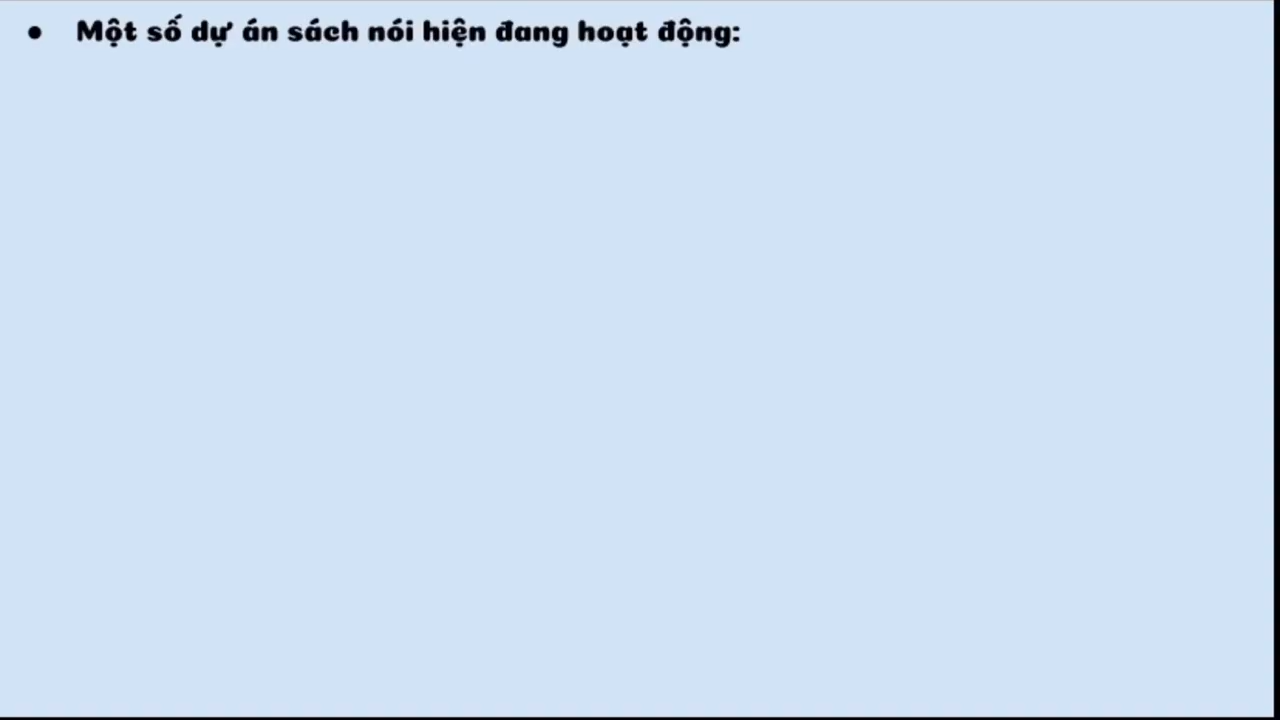 ● Một số dự án sách nói hiện đang hoạt động: